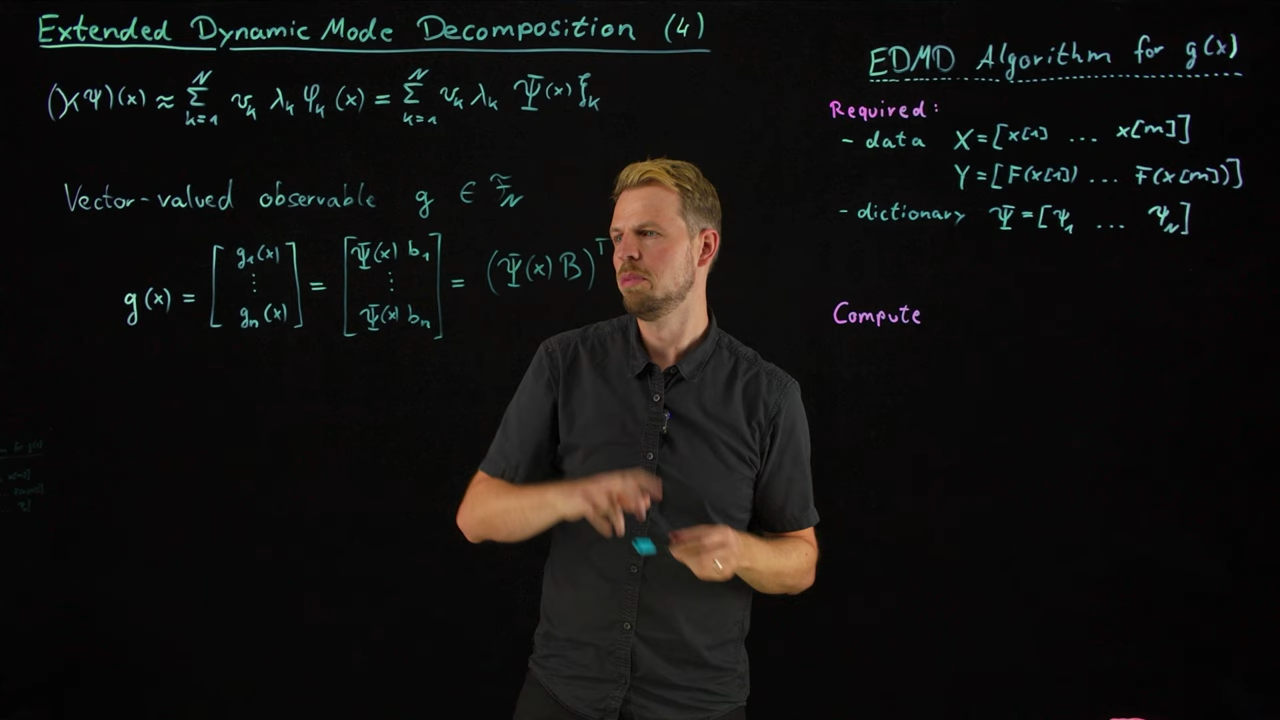 Extended Dynamic Mode Decomposition (4)
(𝒦ψ)(x) ≈ Σ_{k=1}^{N} v_k λ_k φ_k (x) = Σ_{k=1}^{N} v_k λ_k Ψ(x) ξ_k
Vector-valued observable g ∈ F̃_N
g(x) = [g_1(x) ⋮ g_n(x)] = [Ψ(x) b_1 ⋮ Ψ(x) b_n] = (Ψ(x) B)^T
EDMD Algorithm for g(x)
Required:
- data X = [x[1] ... x[m]]
Y = [F(x[1]) ... F(x[m])]
- dictionary Ψ = [ψ_1 ... ψ_N]
Compute